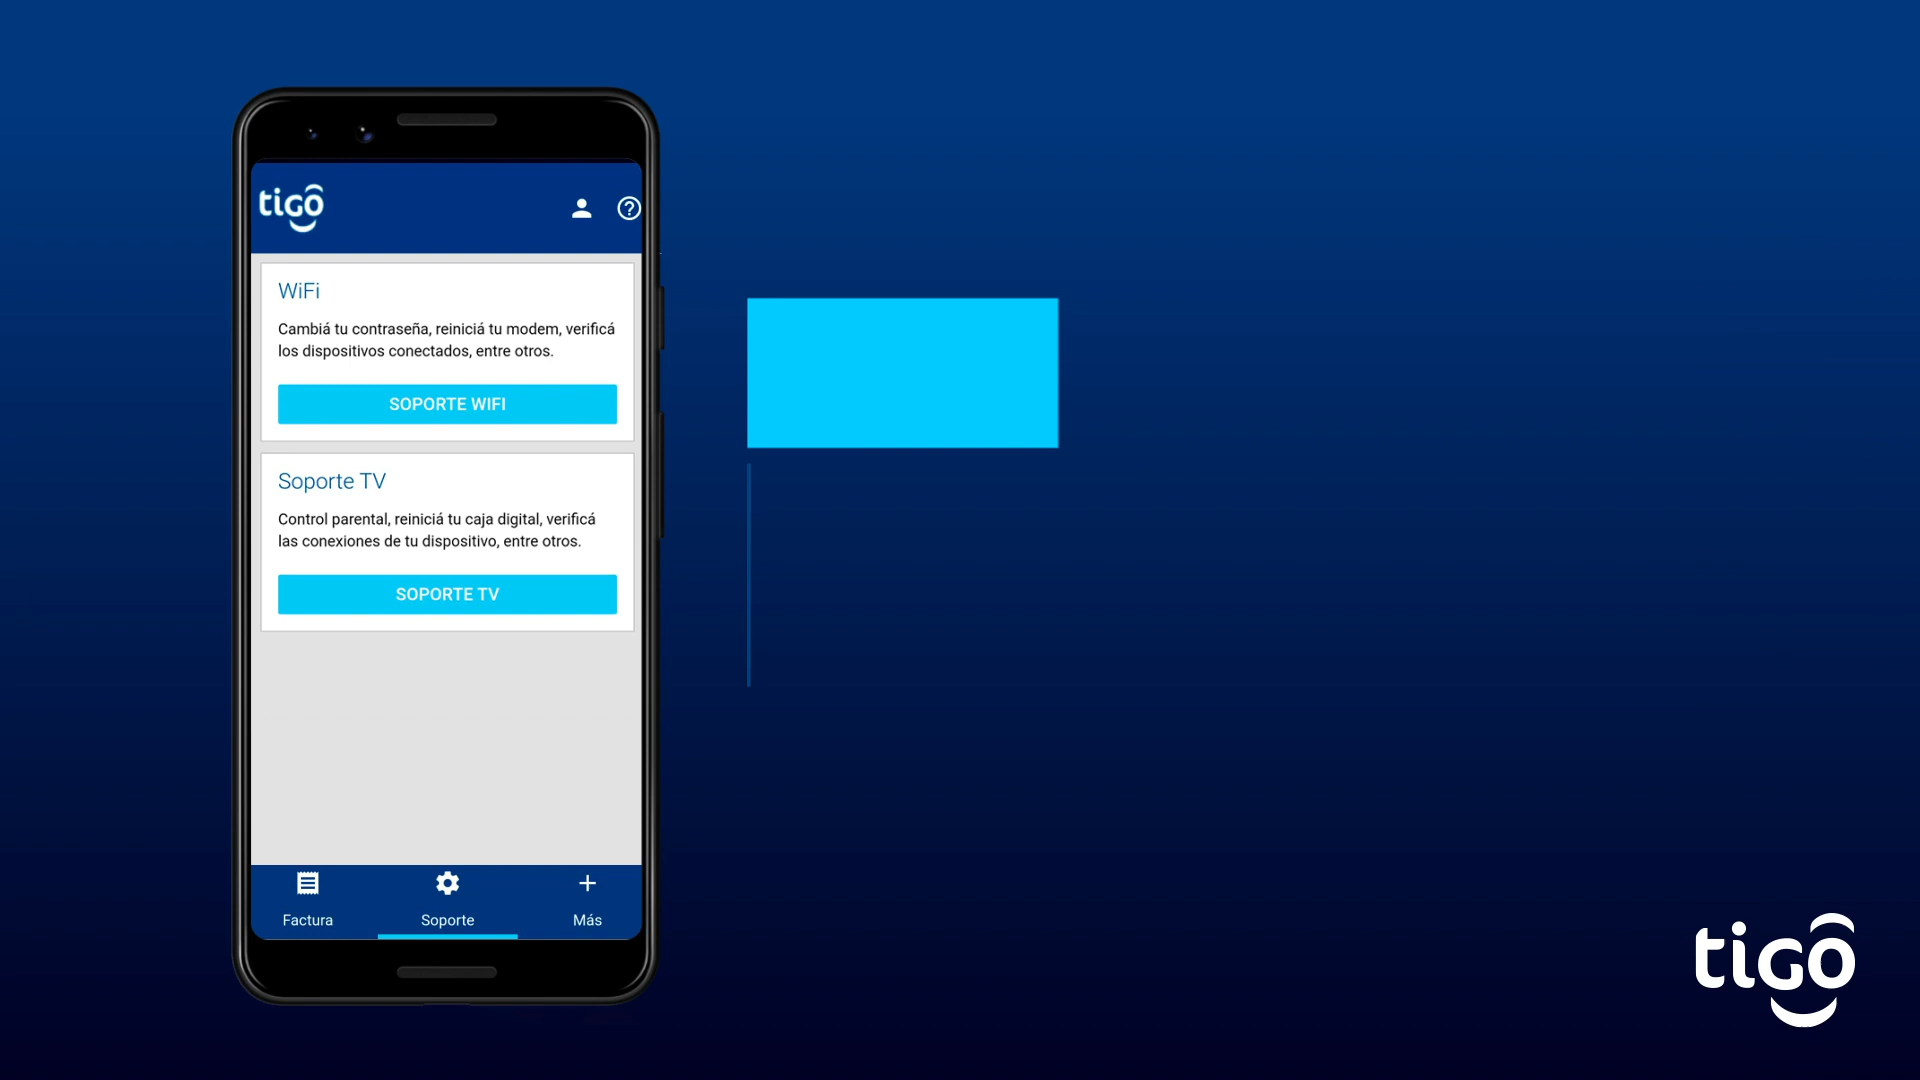 tigo
WiFi
Cambiá tu contraseña, reiniciá tu modem, verificá
los dispositivos conectados, entre otros.
SOPORTE WIFI
Soporte TV
Control parental, reiniciá tu caja digital, verificá
las conexiones de tu dispositivo, entre otros.
SOPORTE TV
Factura
Soporte
Más
tigo